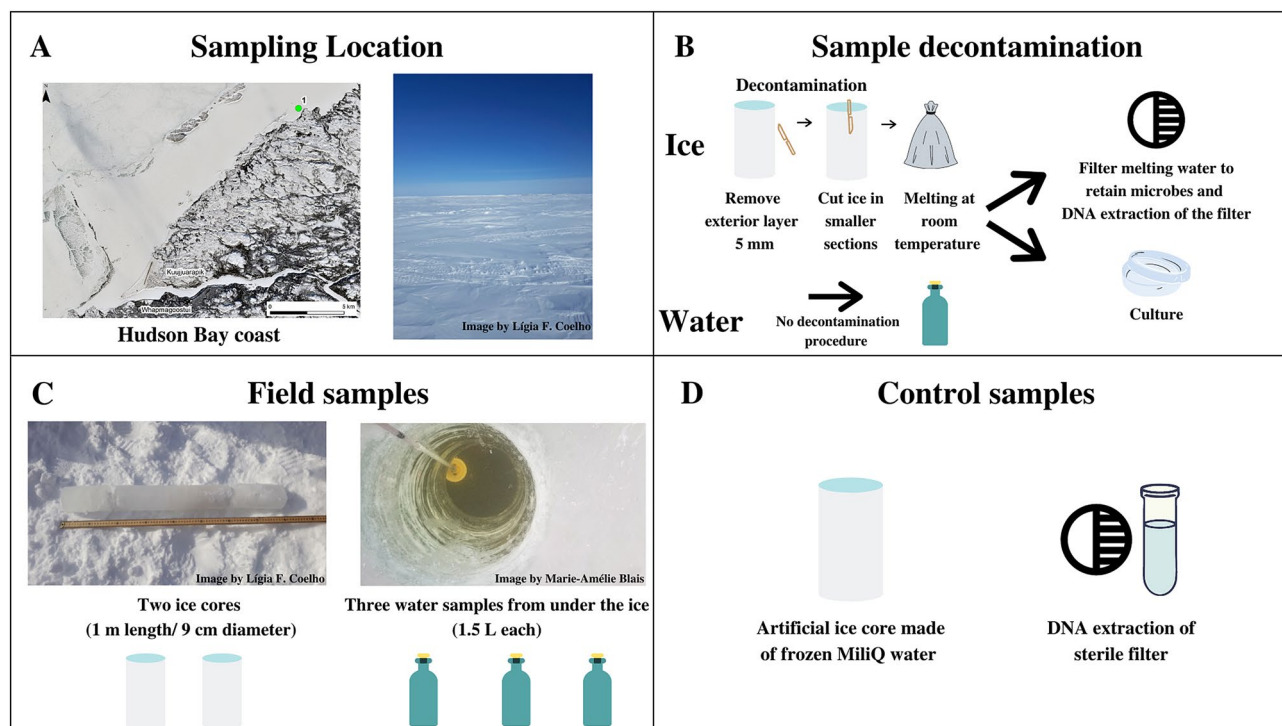 A
Sampling Location
N
1
Kuujjuarapik
Whapmagoostui
0
5 km
Hudson Bay coast
Image by Lígia F. Coelho
B
Sample decontamination
Decontamination
Ice
Remove
exterior layer
5 mm
Cut ice in
smaller
sections
Melting at
room
temperature
Filter melting water to
retain microbes and
DNA extraction of the filter
Culture
Water
No decontamination
procedure
C
Field samples
Image by Lígia F. Coelho
Image by Marie-Amélie Blais
Two ice cores
(1 m length/ 9 cm diameter)
Three water samples from under the ice
(1.5 L each)
D
Control samples
Artificial ice core made
of frozen MiliQ water
DNA extraction of
sterile filter